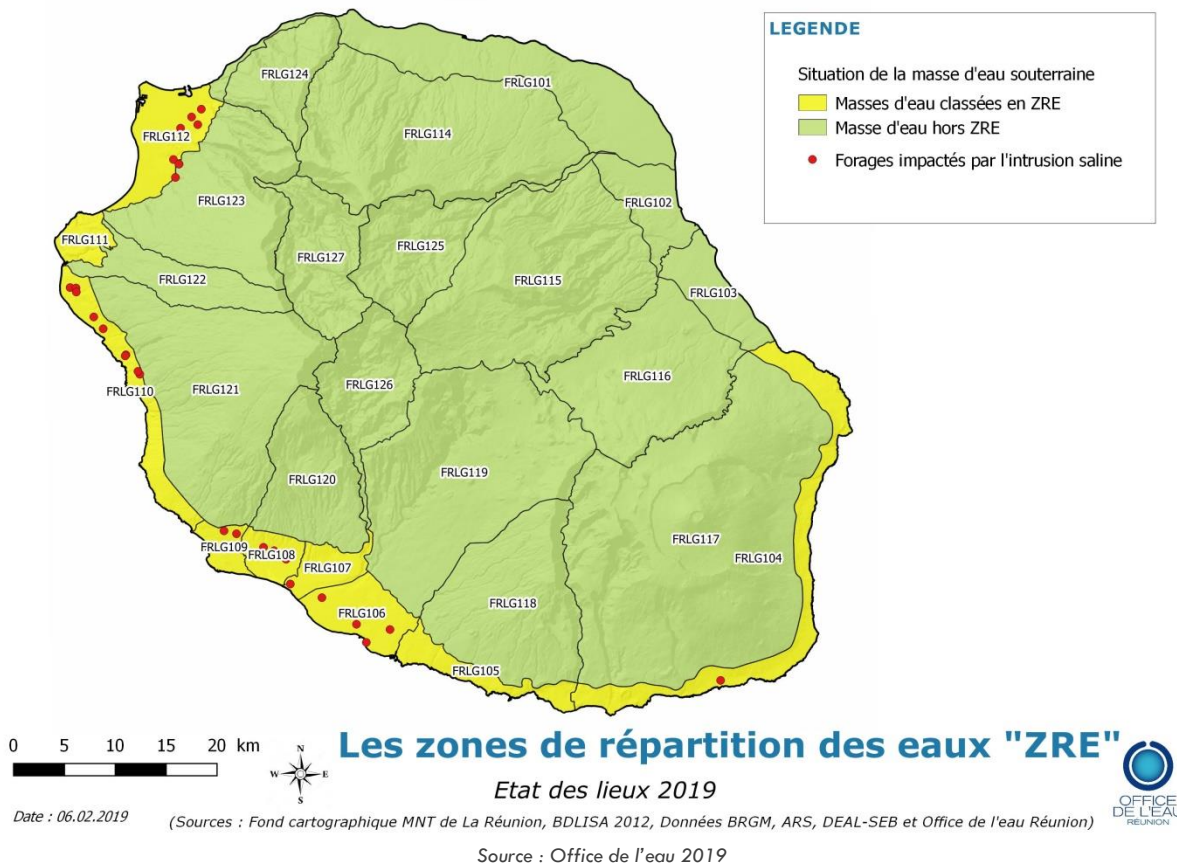 LEGENDE
Situation de la masse d'eau souterraine
Masses d'eau classées en ZRE
Masse d'eau hors ZRE
Forages impactés par l'intrusion saline
FRLG124
FRLG101
FRLG112
FRLG114
FRLG123
FRLG102
FRLG111
FRLG127
FRLG125
FRLG122
FRLG115
FRLG103
FRLG110
FRLG121
FRLG126
FRLG116
FRLG120
FRLG119
FRLG109
FRLG108
FRLG107
FRLG117
FRLG104
FRLG106
FRLG118
FRLG105
0 5 10 15 20 km
N
W E
S
Les zones de répartition des eaux "ZRE"
Etat des lieux 2019
OFFICE
DE L'EAU
RÉUNION
Date : 06.02.2019
(Sources : Fond cartographique MNT de La Réunion, BDLISA 2012, Données BRGM, ARS, DEAL-SEB et Office de l'eau Réunion)
Source : Office de l'eau 2019